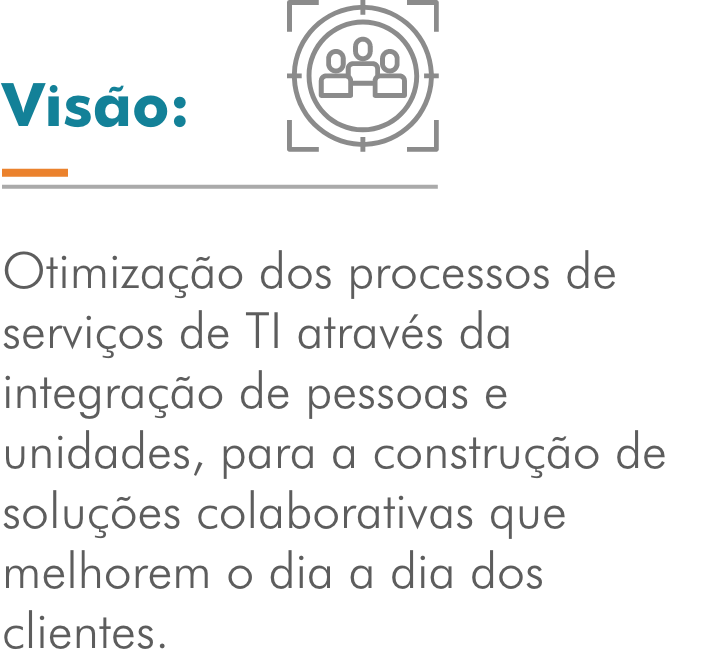 Visão:
Otimização dos processos de
serviços de TI através da
integração de pessoas e
unidades, para a construção de
soluções colaborativas que
melhorem o dia a dia dos
clientes.